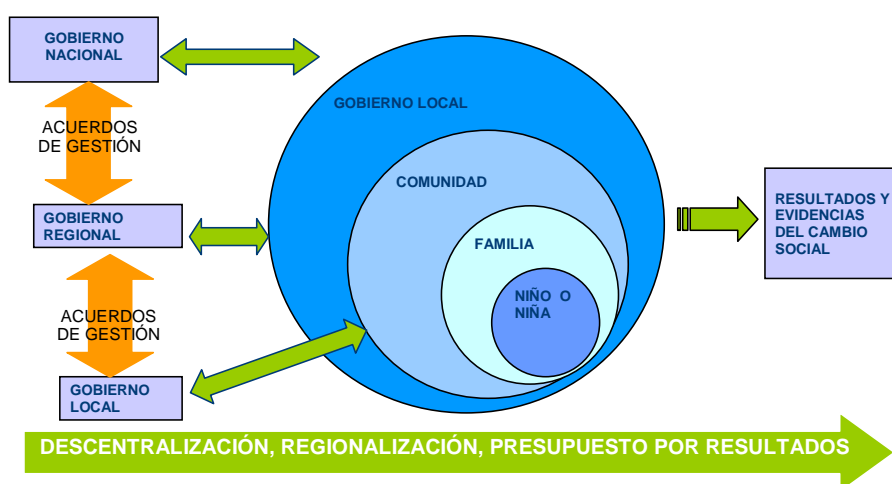 GOBIERNO
NACIONAL
ACUERDOS
DE GESTIÓN
GOBIERNO
REGIONAL
ACUERDOS
DE GESTIÓN
GOBIERNO
LOCAL
GOBIERNO LOCAL
COMUNIDAD
FAMILIA
NIÑO O
NIÑA
RESULTADOS Y
EVIDENCIAS
DEL CAMBIO
SOCIAL
DESCENTRALIZACIÓN, REGIONALIZACIÓN, PRESUPUESTO POR RESULTADOS